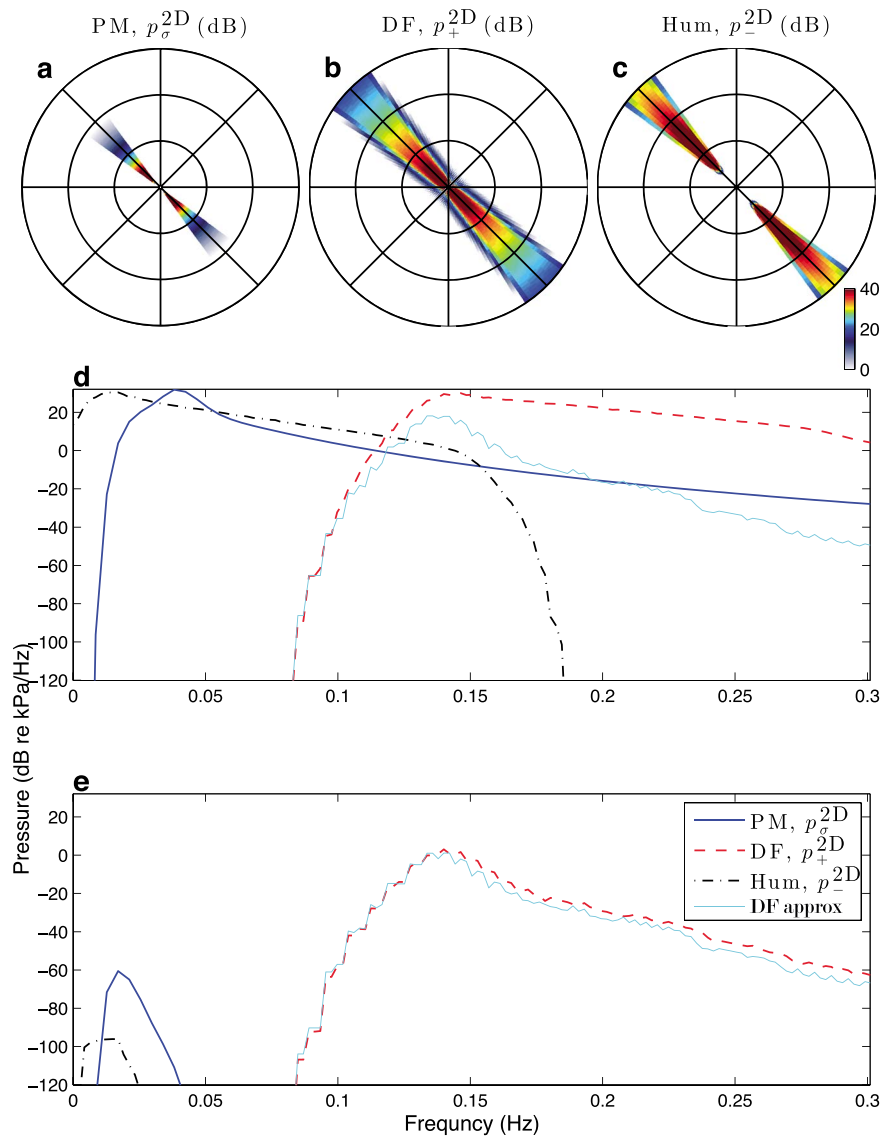 PM, p_σ^2D (dB)
DF, p_+^2D (dB)
Hum, p_-^2D (dB)
a
b
c
40
20
0
d
20
0
−20
−40
−60
−80
−100
−120
0
0.05
0.1
0.15
0.2
0.25
0.3
Pressure (dB re kPa/Hz)
e
20
0
−20
−40
−60
−80
−100
−120
PM, p_σ^2D
DF, p_+^2D
Hum, p_-^2D
DF approx
0
0.05
0.1
0.15
0.2
0.25
0.3
Frequncy (Hz)